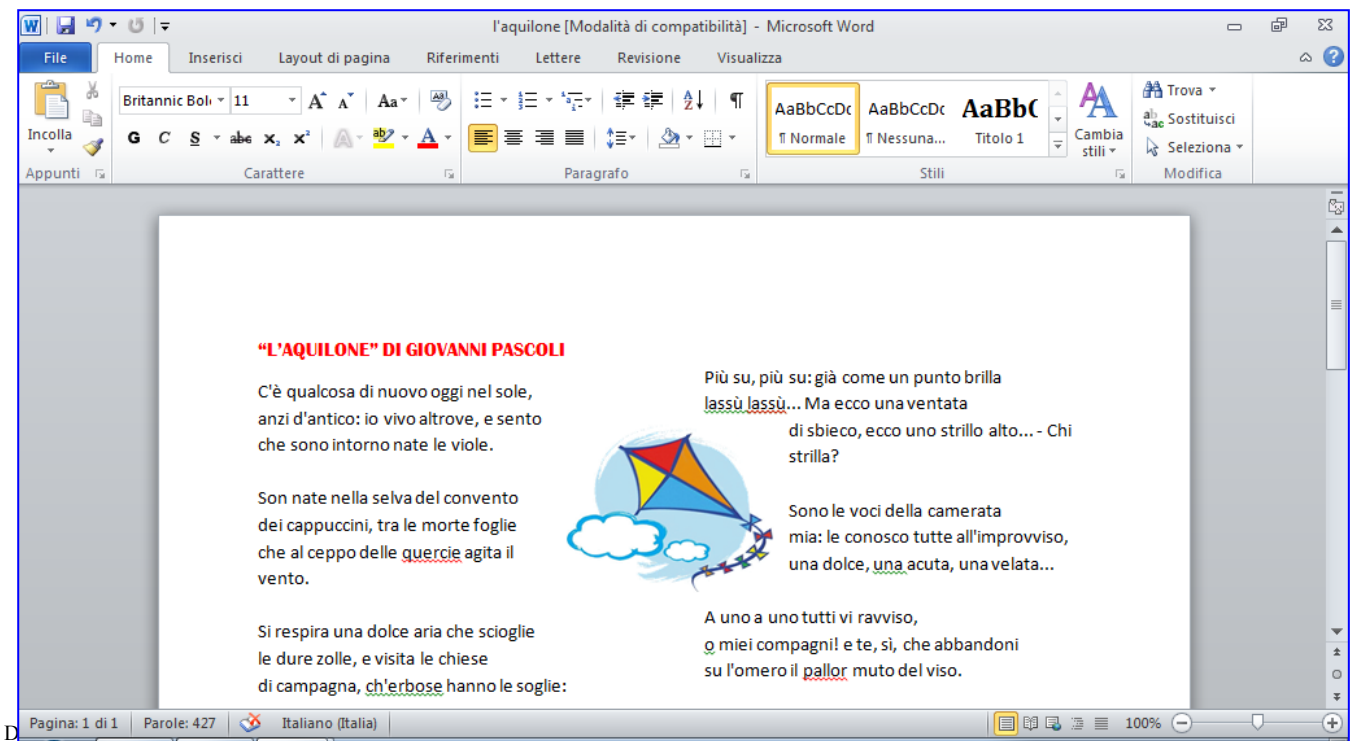 l'aquilone [Modalità di compatibilità] - Microsoft Word
File Home Inserisci Layout di pagina Riferimenti Lettere Revisione Visualizza
Incolla
Appunti
Britannic Bol 11
G C S abc x₂ x² A ab A
Carattere
Paragrafo
AaBbCcDc AaBbCcDc AaBb(
¶ Normale ¶ Nessuna... Titolo 1
Cambia
stili
Stili
Trova
Sostituisci
Seleziona
Modifica
“L'AQUILONE” DI GIOVANNI PASCOLI
C'è qualcosa di nuovo oggi nel sole,
anzi d'antico: io vivo altrove, e sento
che sono intorno nate le viole.
Son nate nella selva del convento
dei cappuccini, tra le morte foglie
che al ceppo delle quercie agita il
vento.
Si respira una dolce aria che scioglie
le dure zolle, e visita le chiese
di campagna, ch'erbose hanno le soglie:
Più su, più su: già come un punto brilla
lassù lassù... Ma ecco una ventata
di sbieco, ecco uno strillo alto... - Chi
strilla?
Sono le voci della camerata
mia: le conosco tutte all'improvviso,
una dolce, una acuta, una velata...
A uno a uno tutti vi ravviso,
o miei compagni! e te, sì, che abbandoni
su l'omero il pallor muto del viso.
D
Pagina: 1 di 1 Parole: 427 Italiano (Italia) 100%